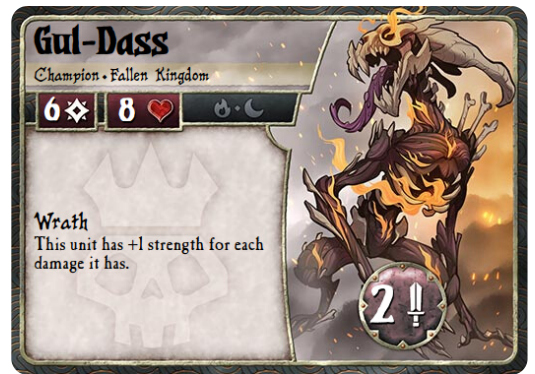 Gul-Dass
Champion • Fallen Kingdom
6 8
Wrath
This unit has +1 strength for each
damage it has.
2